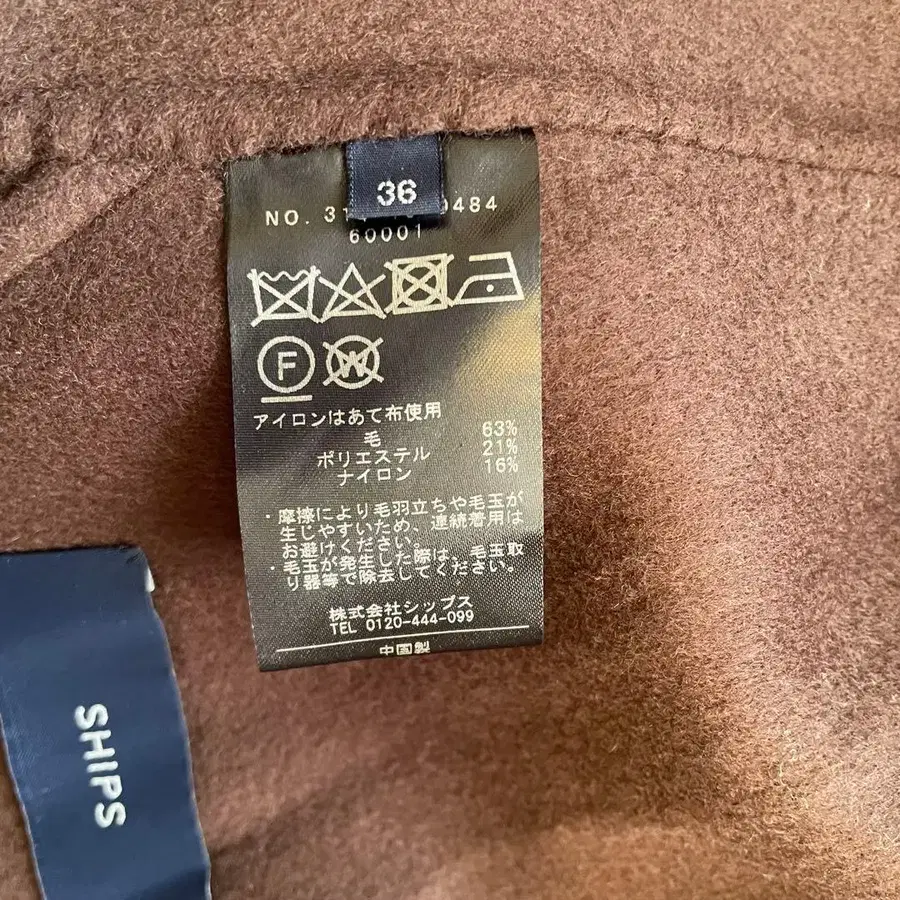 36
NO. 0484
60001
F
W
アイロンはあて布使用
毛 63%
ポリエステル 21%
ナイロン 16%
・摩擦により毛羽立ちや毛玉が
生じやすいため、連続着用は
お避けください。
・毛玉が発生した際は、毛玉取
り器等で除去してください。
株式会社シップス
TEL 0120-444-099
中国製
SHIPS